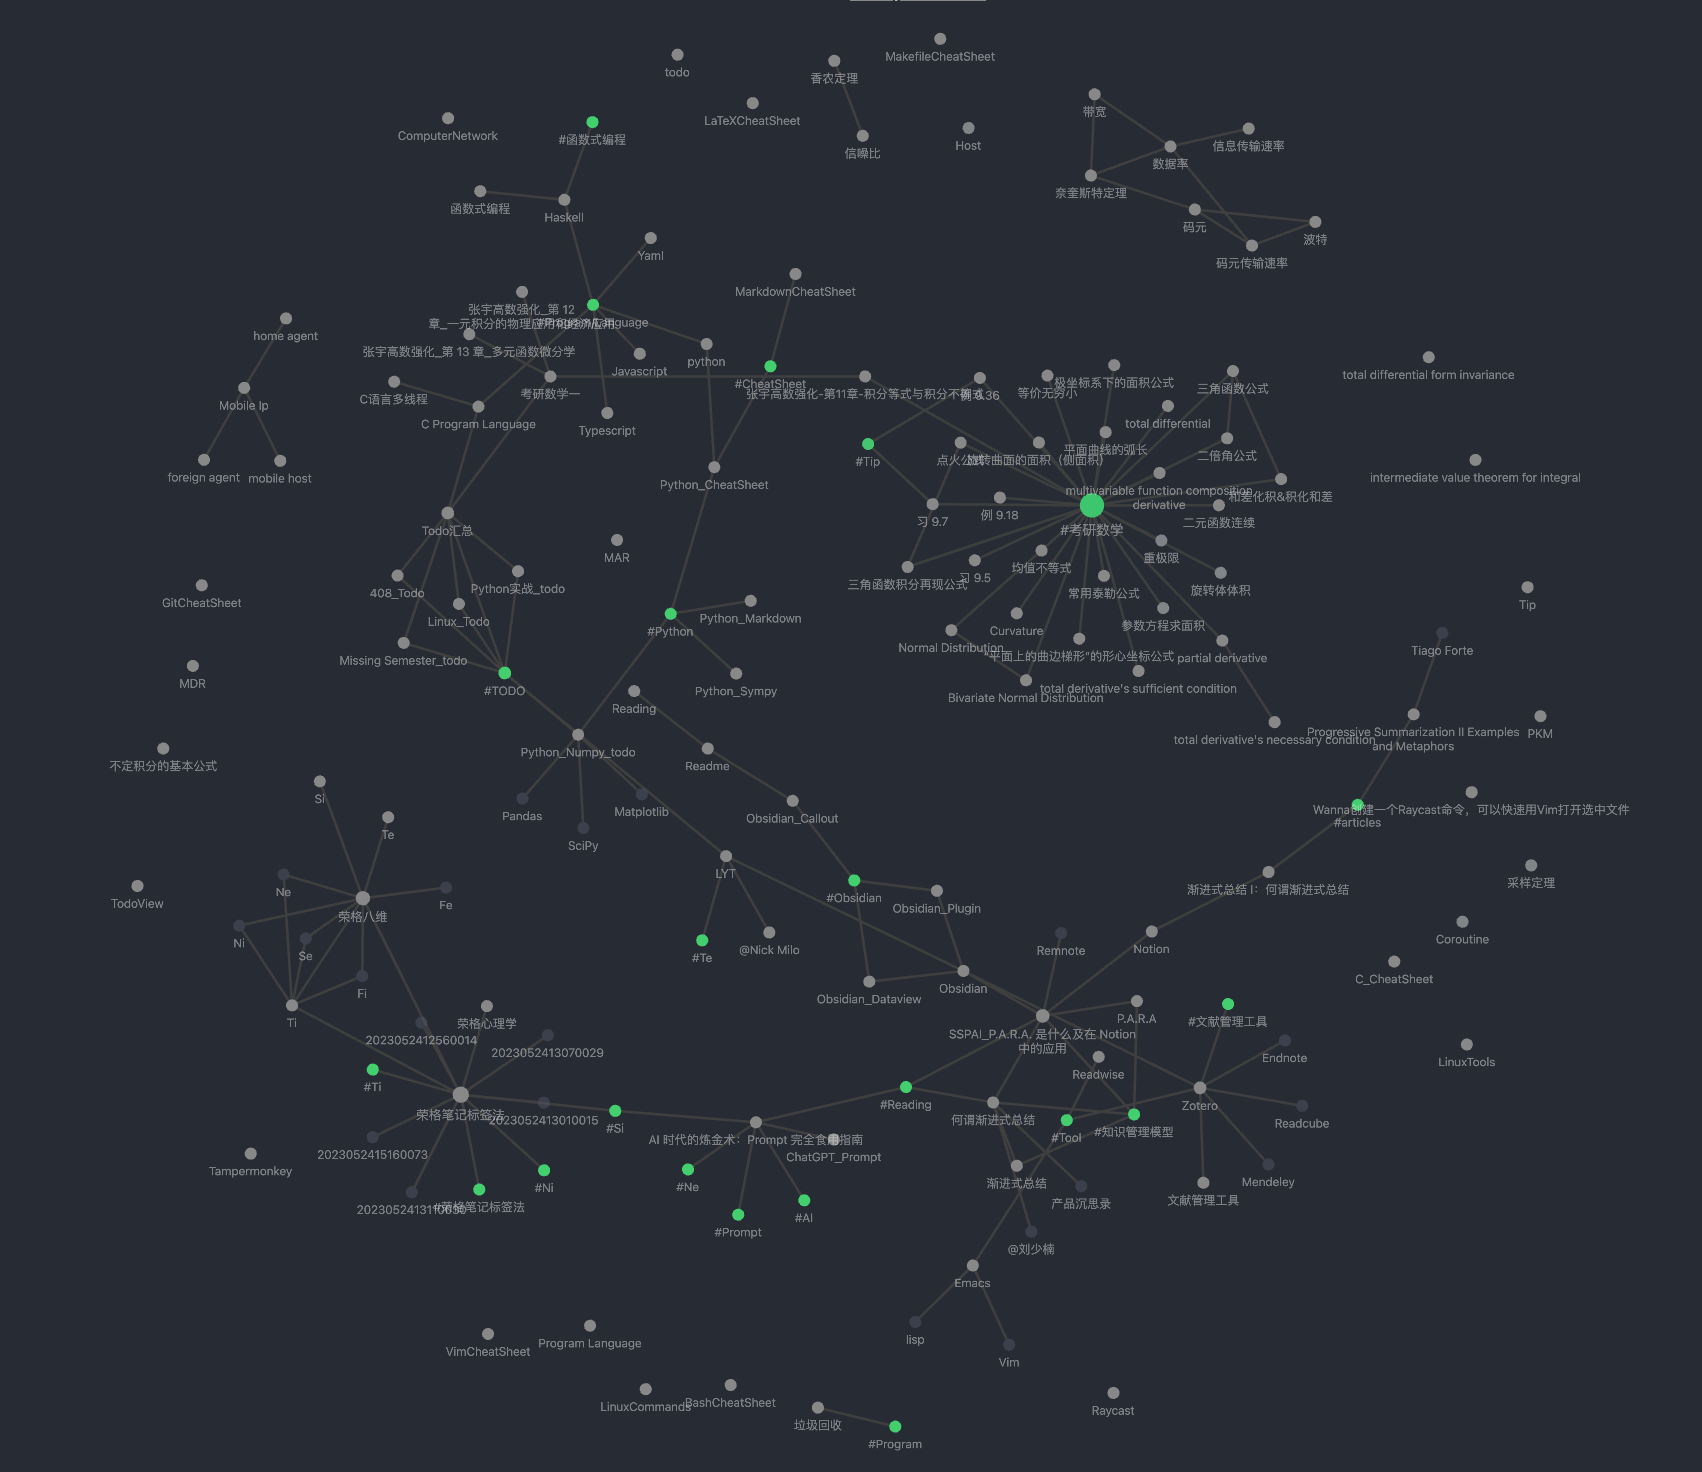 MakefileCheatSheet
todo
香农定理
LaTeXCheatSheet
带宽
ComputerNetwork
#函数式编程
信噪比
Host
数据率
信息传输速率
奈奎斯特定理
函数式编程
Haskell
码元
波特
Yaml
码元传输速率
MarkdownCheatSheet
张宇高数强化_第 12
章_一元积分的物理应用和经济应用
Language
home agent
张宇高数强化_第 13 章_多元函数微分学
python
Javascript
total differential form invariance
#CheatSheet
极坐标系下的面积公式
三角函数公式
C语言多线程
考研数学一
张宇高数强化-第11章-积分等式与积分不等式
等价无穷小
Mobile Ip
C Program Language
Typescript
total differential
平面曲线的弧长
二倍角公式
#Tip
点火公式
旋转曲面的面积（侧面积）
foreign agent
mobile host
Python_CheatSheet
intermediate value theorem for integral
multivariable function composition
derivative
和差化积&积化和差
习 9.7
例 9.18
二元函数连续
Todo汇总
#考研数学
MAR
重极限
均值不等式
三角函数积分再现公式
习 9.5
408_Todo
Python实战_todo
常用泰勒公式
旋转体体积
GitCheatSheet
Tip
Linux_Todo
Python_Markdown
#Python
Curvature
参数方程求面积
Normal Distribution
Tiago Forte
Missing Semester_todo
“平面上的曲边梯形”的形心坐标公式
partial derivative
MDR
#TODO
Python_Sympy
total derivative's sufficient condition
Bivariate Normal Distribution
Reading
total derivative's necessary condition
Progressive Summarization II Examples
and Metaphors
PKM
Python_Numpy_todo
不定积分的基本公式
Readme
Si
Pandas
Matplotlib
Obsidian_Callout
Wanna创建一个Raycast命令，可以快速用Vim打开选中文件
#articles
Te
SciPy
LYT
渐进式总结 I：何谓渐进式总结
采样定理
Ne
TodoView
Fe
#Obsidian
Obsidian_Plugin
荣格八维
Ni
Se
#Te
@Nick Milo
Remnote
Notion
Coroutine
C_CheatSheet
Fi
Obsidian_Dataview
Obsidian
Ti
荣格心理学
P.A.R.A
#文献管理工具
SSPAI_P.A.R.A. 是什么及在 Notion
中的应用
2023052412560014
2023052413070029
Endnote
LinuxTools
Readwise
#Ti
荣格笔记标签法
2023052413010015
#Si
#Reading
何谓渐进式总结
#Tool
#知识管理模型
Zotero
Readcube
AI 时代的炼金术：Prompt 完全食用指南
ChatGPT_Prompt
2023052415160073
Tampermonkey
渐进式总结
#Ne
#Ni
Mendeley
文献管理工具
产品沉思录
#荣格笔记标签法
#AI
#Prompt
@刘少楠
Emacs
lisp
Program Language
VimCheatSheet
Vim
LinuxCommands
BashCheatSheet
Raycast
垃圾回收
#Program